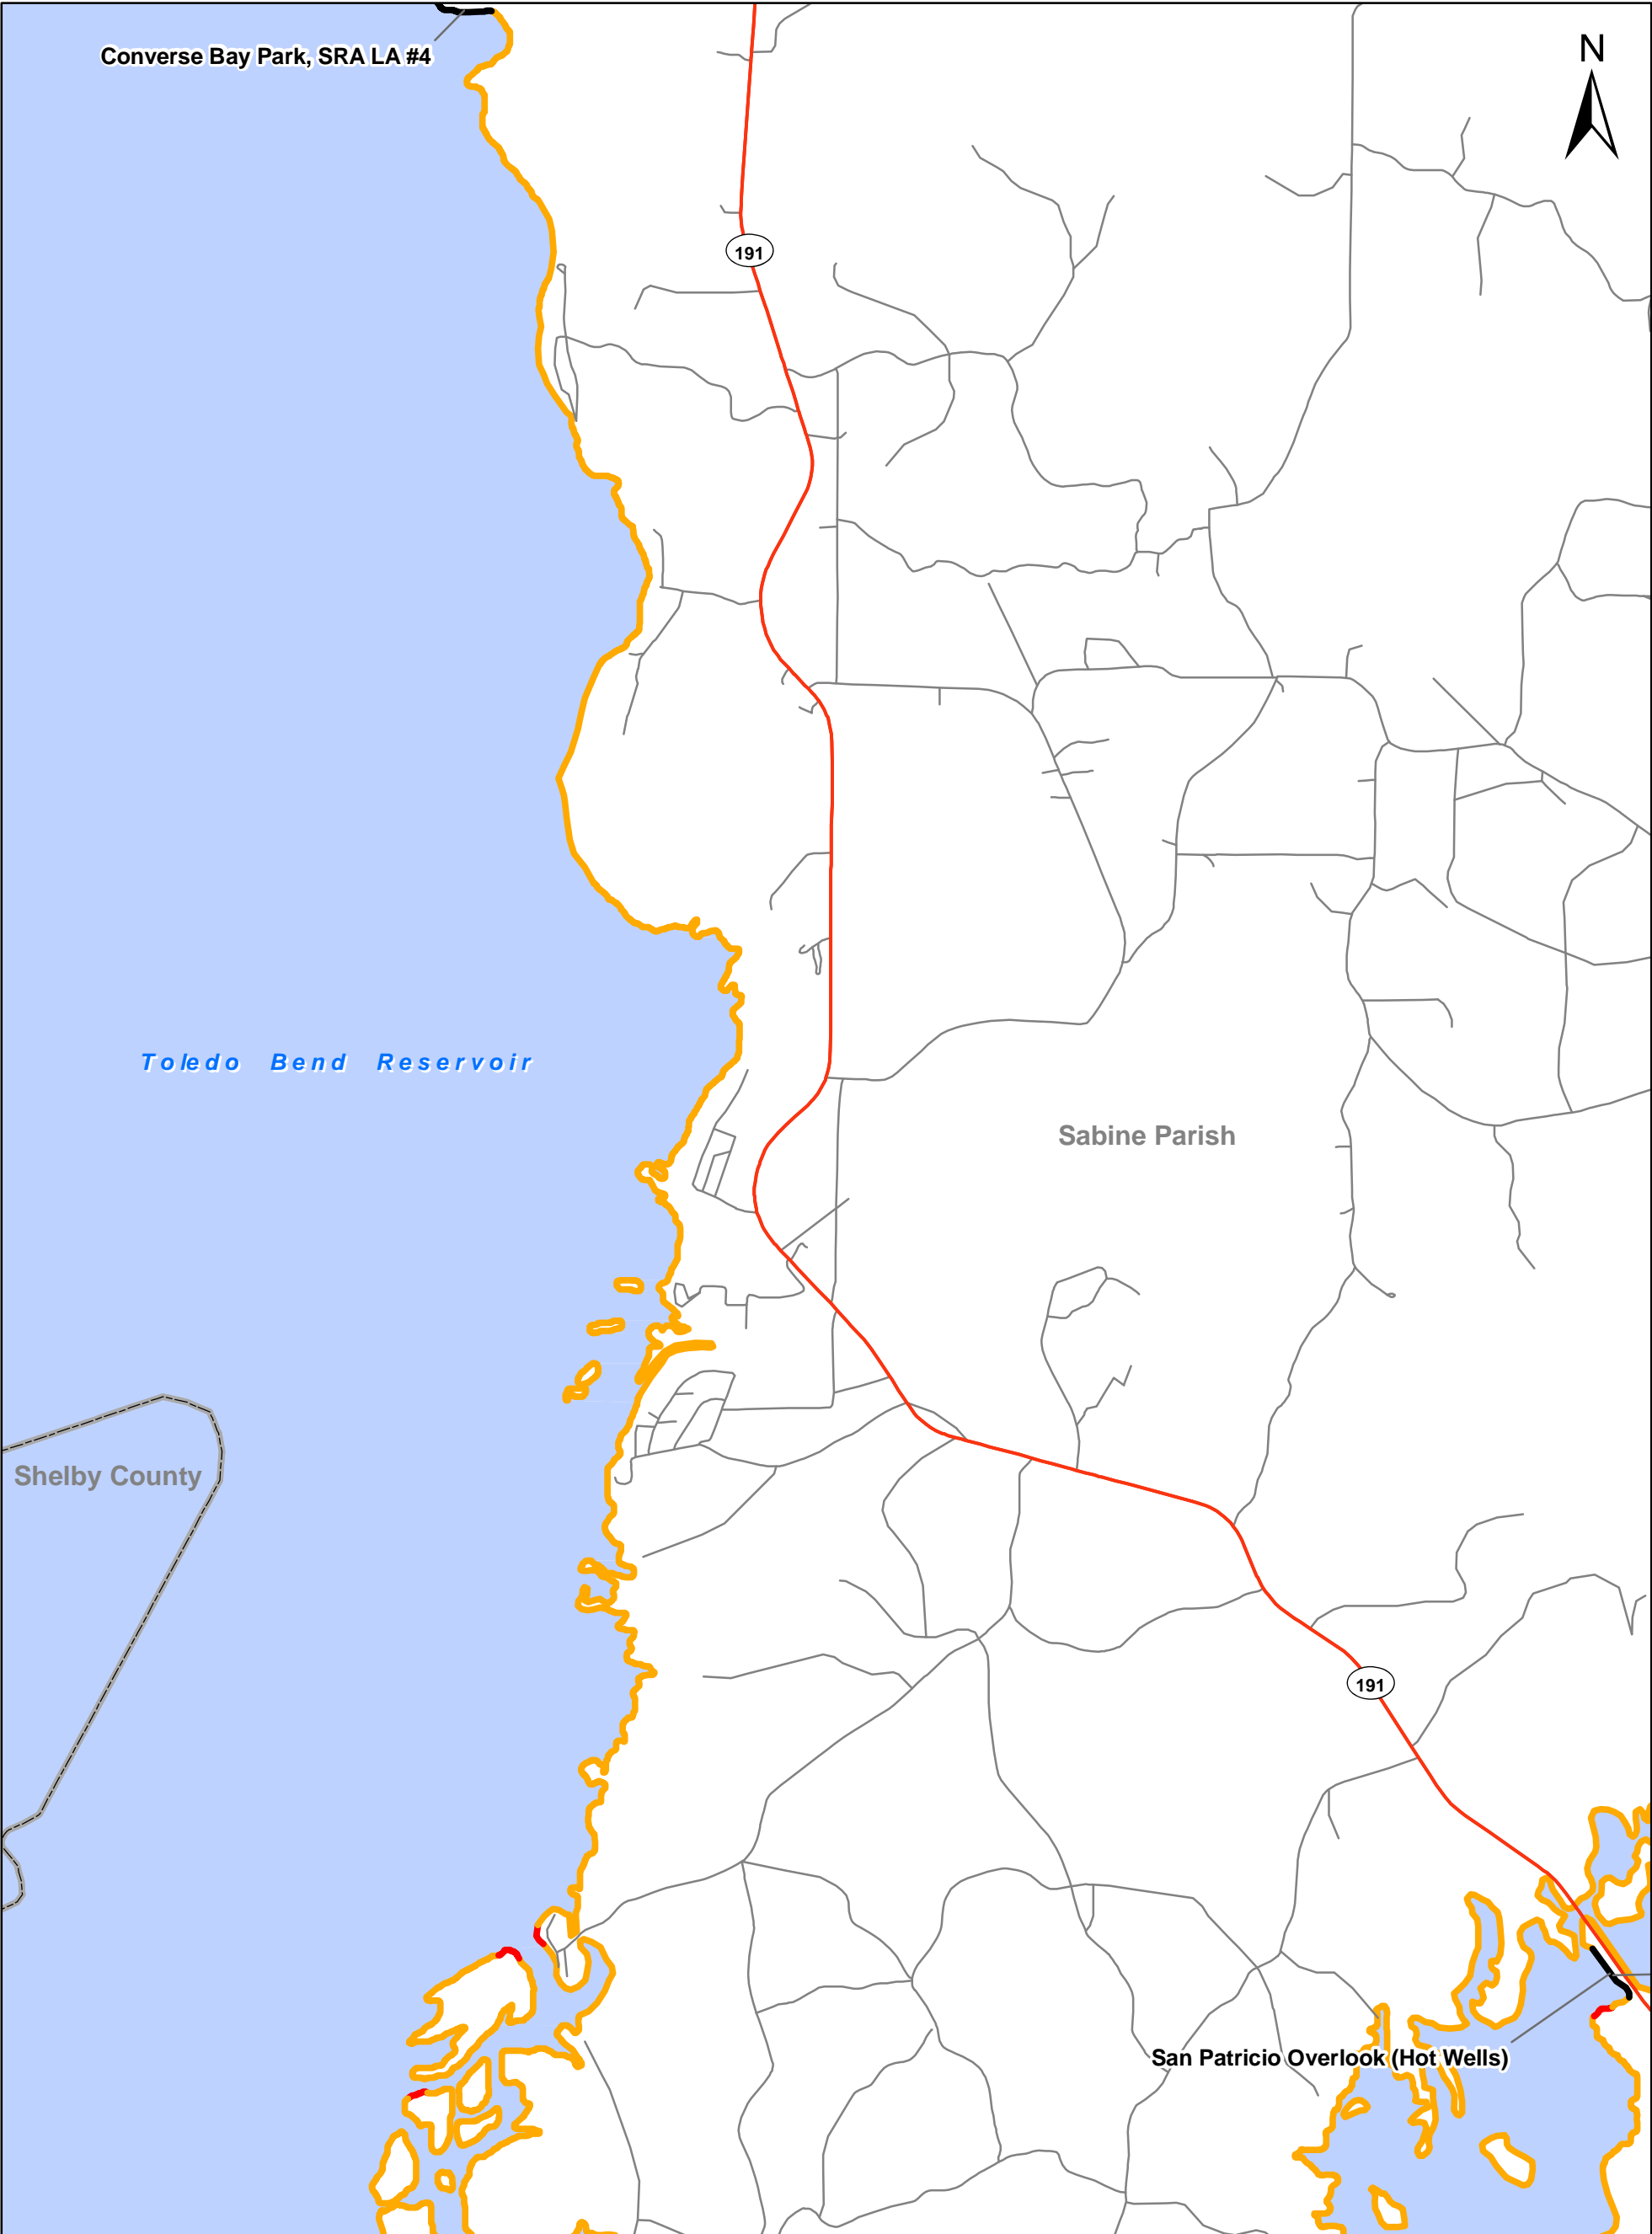 Converse Bay Park, SRA LA #4
N
191
Toledo Bend Reservoir
Sabine Parish
Shelby County
191
San Patricio Overlook (Hot Wells)